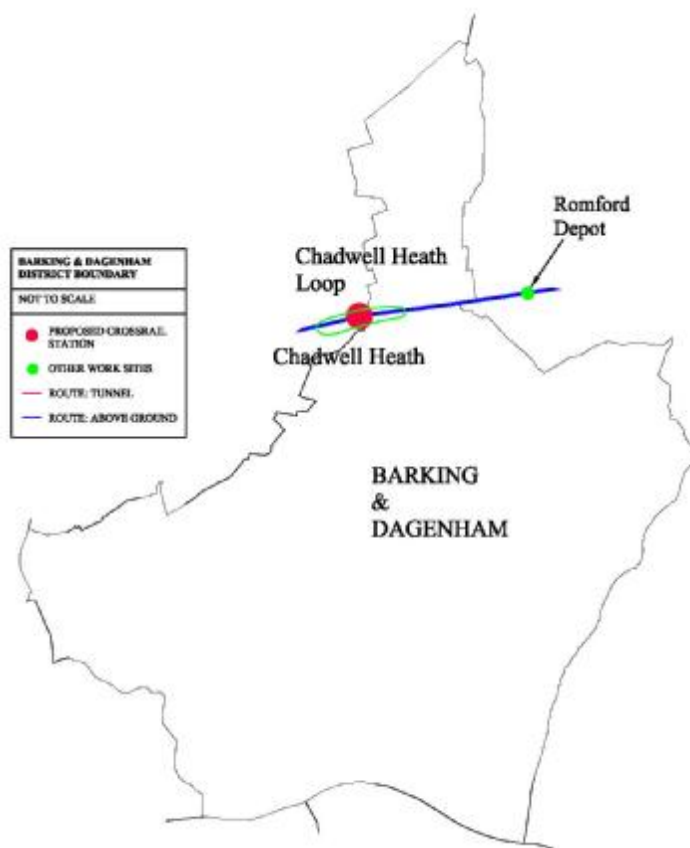 Romford
Depot
Chadwell Heath
Loop
BARKING & DAGENHAM
DISTRICT BOUNDARY
NOT TO SCALE
PROPOSED CROSSRAIL
STATION
OTHER WORK SITES
ROUTE: TUNNEL
ROUTE: ABOVE GROUND
Chadwell Heath
BARKING
&
DAGENHAM